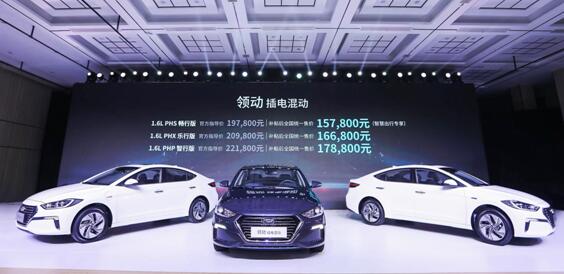 领动 插电混动
1.6L PHS 畅行版 官方指导价 197,800元 补贴后全国统一售价 157,800元 (智慧出行专享)
1.6L PHX 乐行版 官方指导价 209,800元 补贴后全国统一售价 166,800元
1.6L PHP 智行版 官方指导价 221,800元 补贴后全国统一售价 178,800元
领动